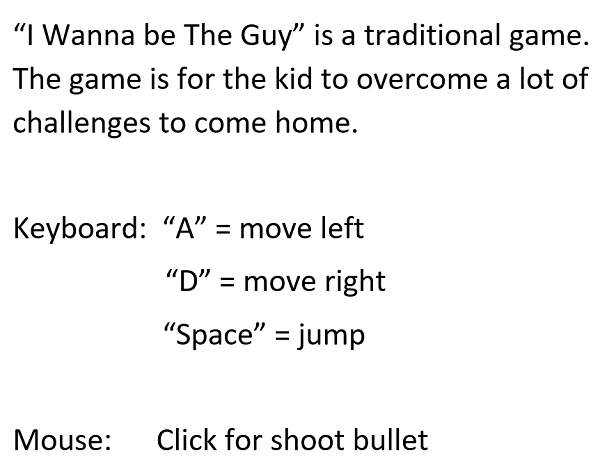 “I Wanna be The Guy” is a traditional game.
The game is for the kid to overcome a lot of
challenges to come home.
Keyboard: “A” = move left
“D” = move right
“Space” = jump
Mouse: Click for shoot bullet